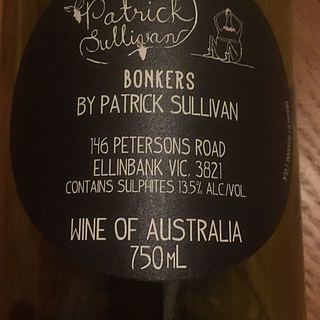 Patrick
Sullivan
BONKERS
BY PATRICK SULLIVAN
146 PETERSONS ROAD
ELLINBANK VIC, 3821
CONTAINS SULPHITES 13.5% ALC/VOL.
WINE OF AUSTRALIA
750mL